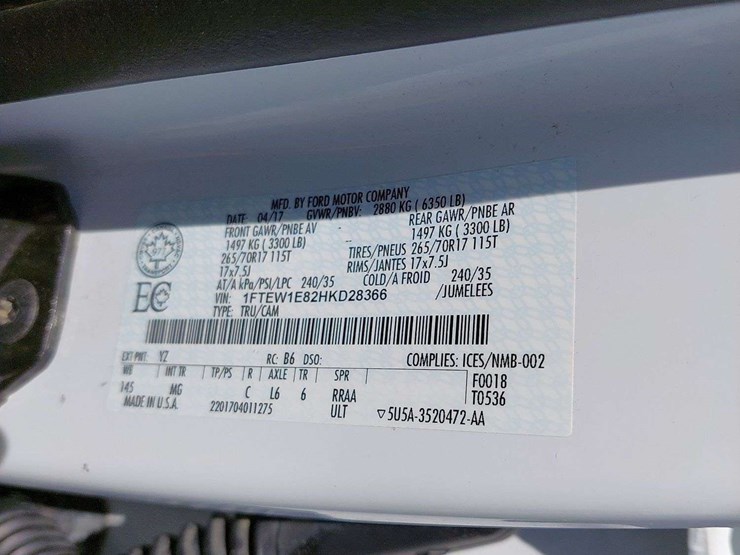 MFD. BY FORD MOTOR COMPANY
DATE: 04/17 GVWR/PNBV: 2880 KG ( 6350 LB)
FRONT GAWR/PNBE AV REAR GAWR/PNBE AR
1497 KG ( 3300 LB) 1497 KG ( 3300 LB)
265/70R17 115T TIRES/PNEUS 265/70R17 115T
17x7.5J RIMS/JANTES 17x7.5J
AT/A kPa/PSI/LPC 240/35 COLD/A FROID 240/35
VIN: 1FTEW1E82HKD28366 /JUMELEES
TYPE: TRU/CAM
EC
EXT PNT: YZ RC: B6 DSO: COMPLIES: ICES/NMB-002
WB INT TR TP/PS R AXLE TR SPR F0018
145 MG C L6 6 RRAA T0536
MADE IN U.S.A. 2201704011275 ULT ▽5U5A-3520472-AA